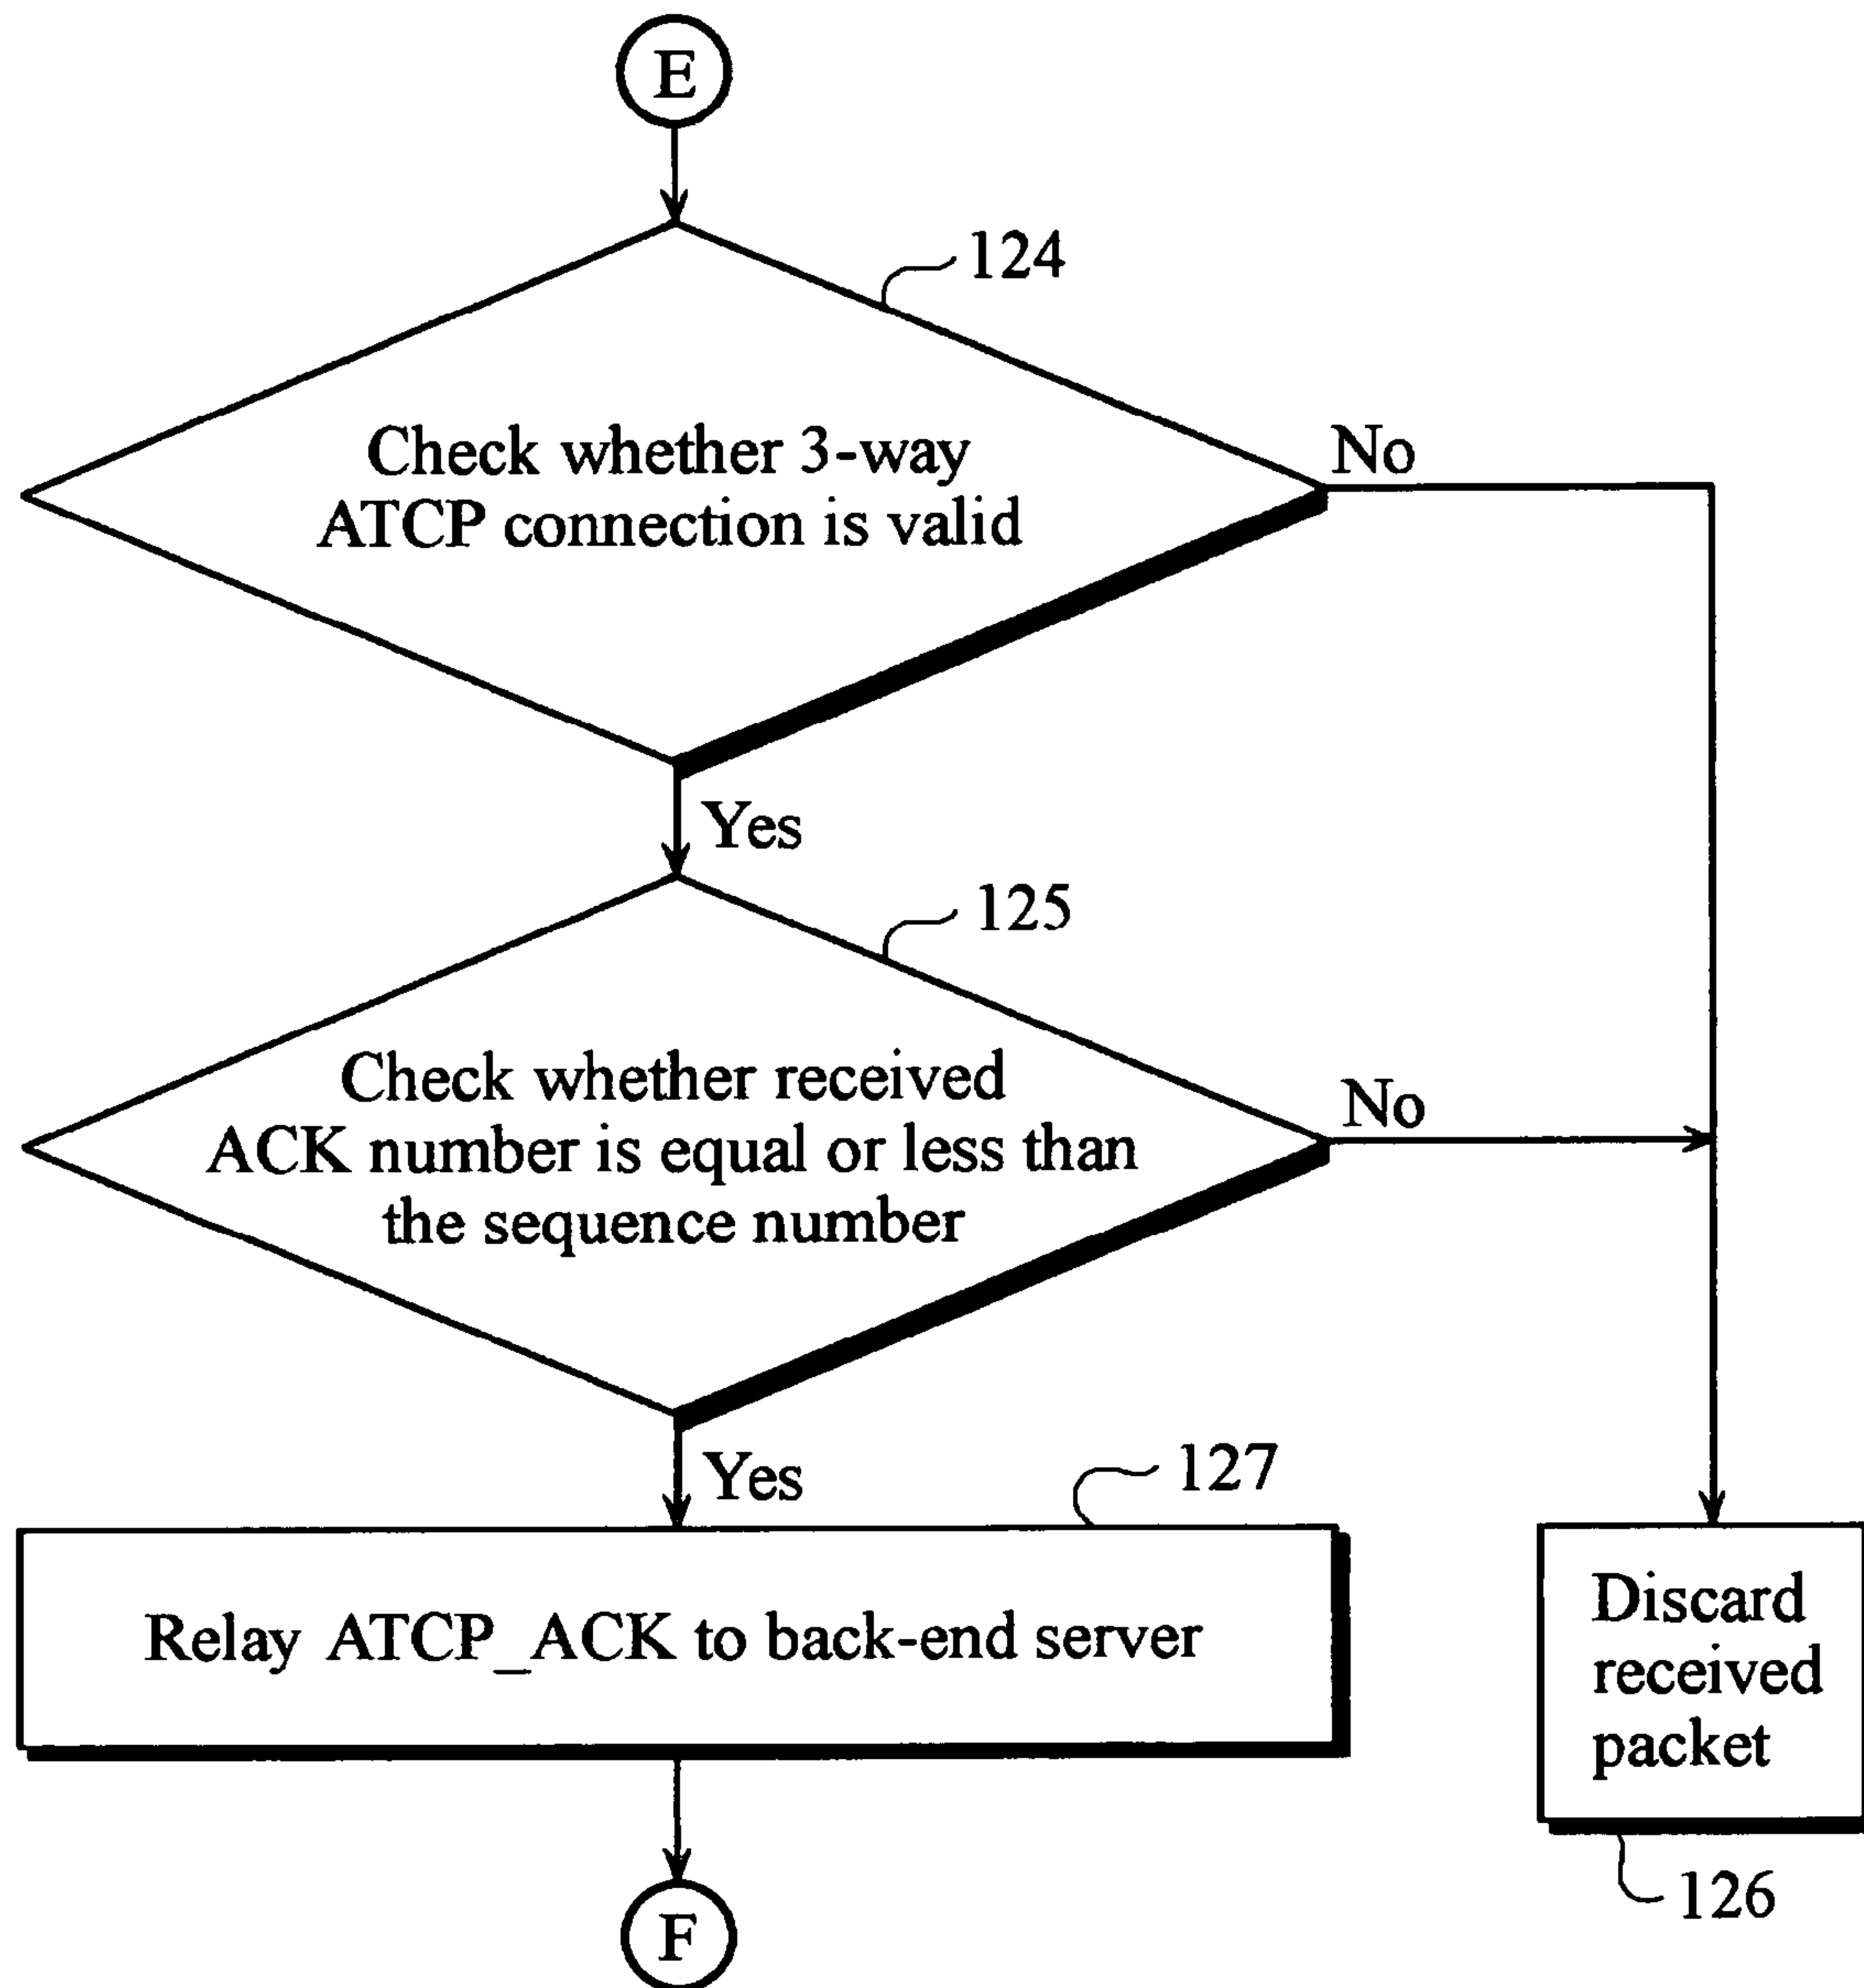 E
124
Check whether 3-way
ATCP connection is valid
No
Yes
125
Check whether received
ACK number is equal or less than
the sequence number
No
Yes
127
Relay ATCP_ACK to back-end server
Discard
received
packet
126
F